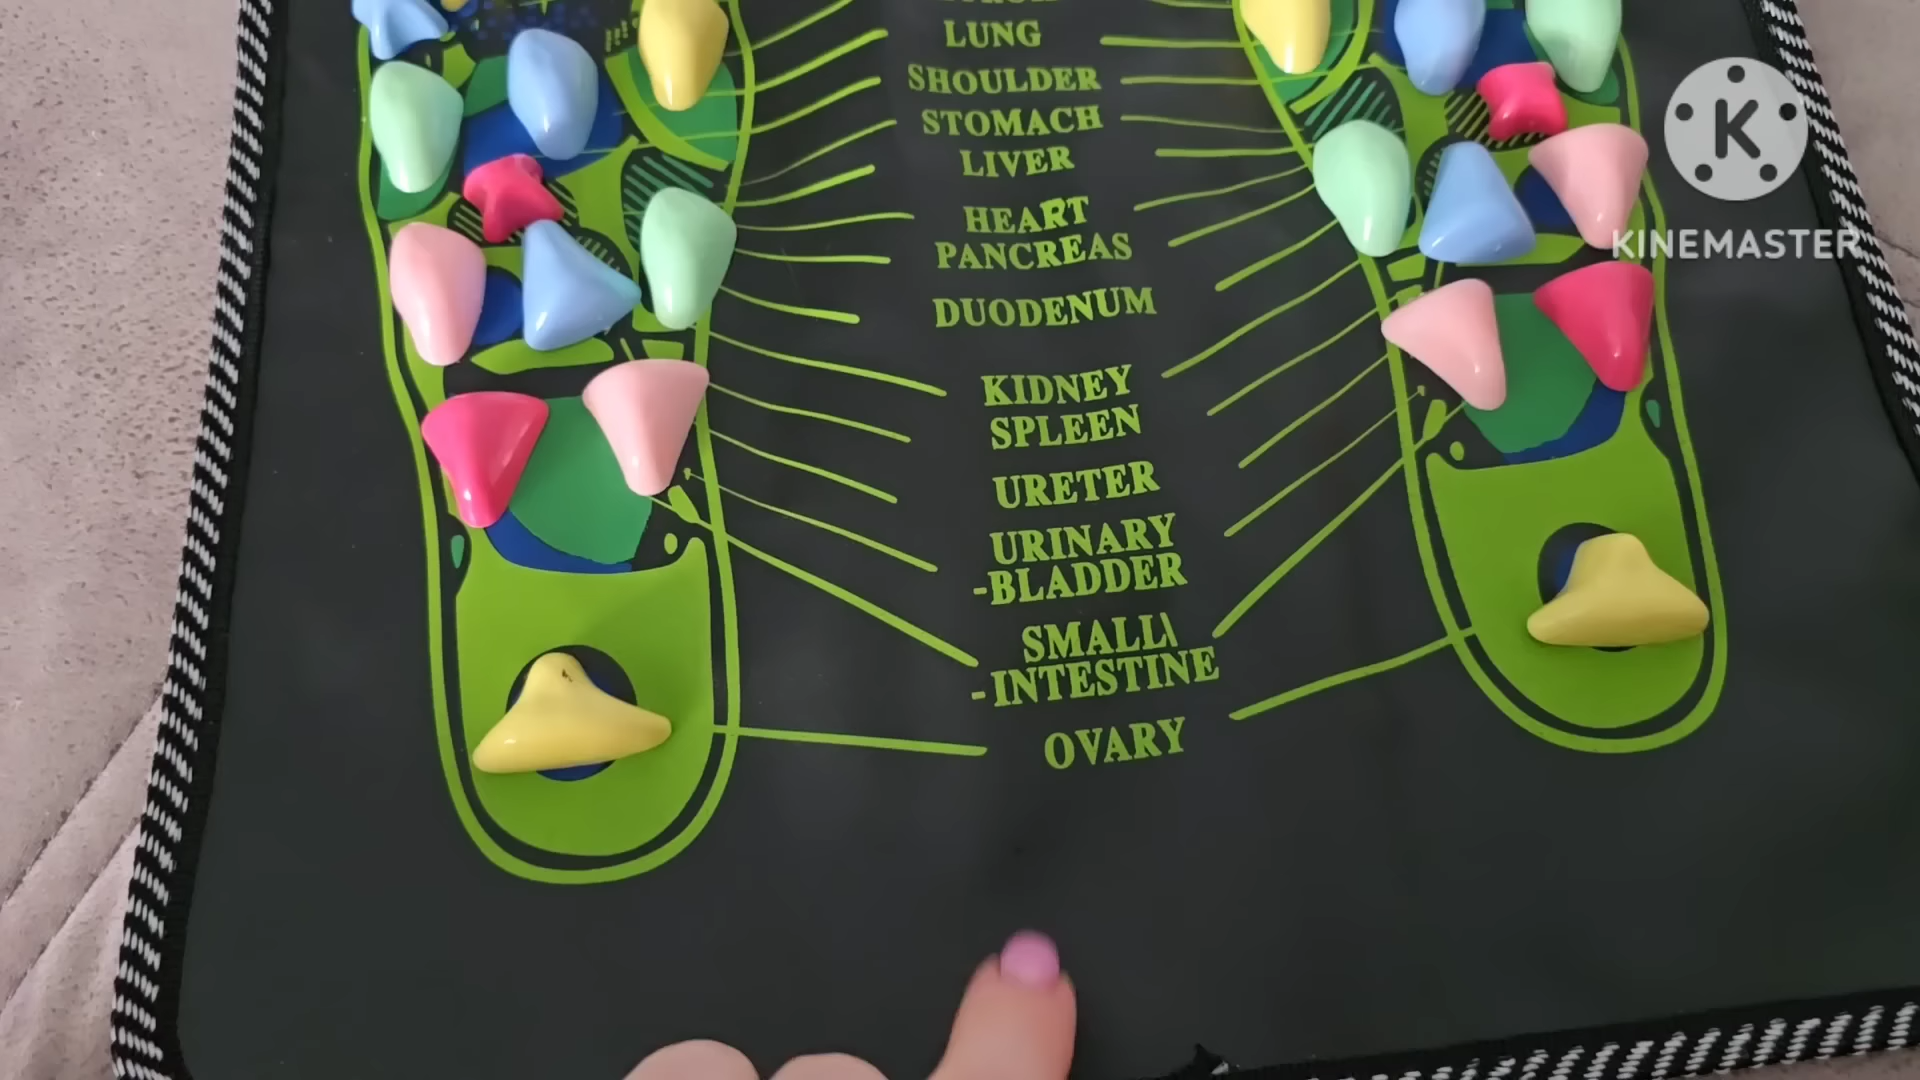 LUNG
SHOULDER
STOMACH
LIVER
HEART
PANCREAS
DUODENUM
KIDNEY
SPLEEN
URETER
URINARY
-BLADDER
SMALL\
-INTESTINE
OVARY
K
KINEMASTER